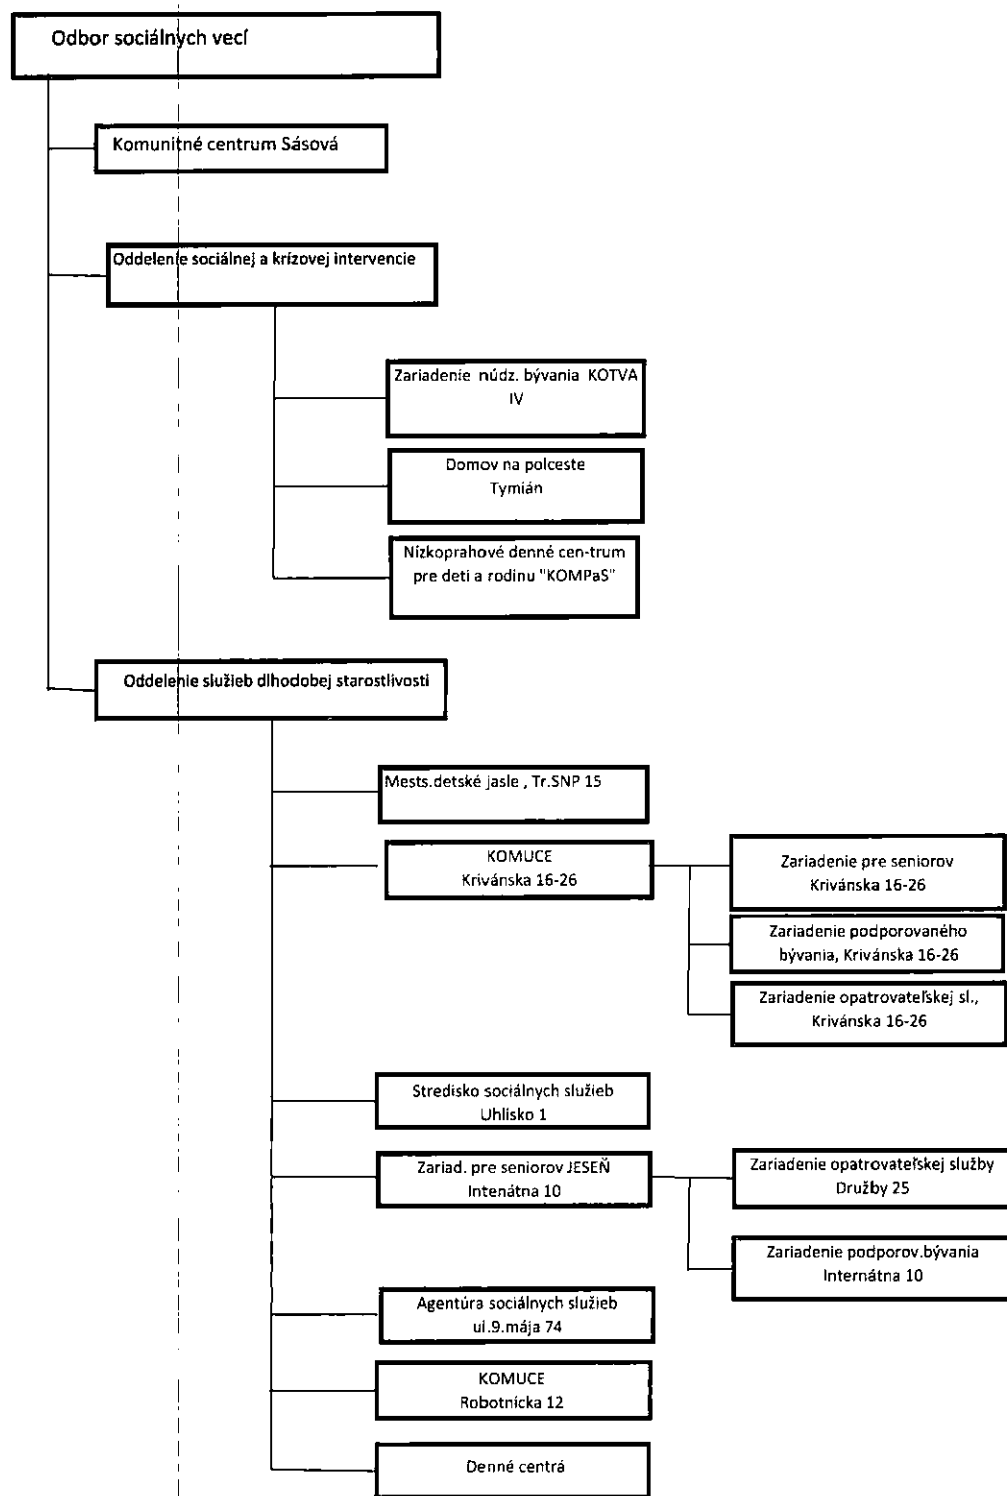 Odbor sociálnych vecí
Komunitné centrum Sásová
Oddelenie sociálnej a krízovej intervencie
Zariadenie núdz. bývania KOTVA
IV
Domov na polceste
Tymián
Nízkoprahové denné cen-trum
pre deti a rodinu "KOMPaS"
Oddelenie služieb dlhodobej starostlivosti
Mests.detské jasle , Tr.SNP 15
KOMUCE
Krivánska 16-26
Zariadenie pre seniorov
Krivánska 16-26
Zariadenie podporovaného
bývania, Krivánska 16-26
Zariadenie opatrovateľskej sl.,
Krivánska 16-26
Stredisko sociálnych služieb
Uhlisko 1
Zariad. pre seniorov JESEŇ
Intenátna 10
Zariadenie opatrovateľskej služby
Družby 25
Zariadenie podporov.bývania
Internátna 10
Agentúra sociálnych služieb
ul.9.mája 74
KOMUCE
Robotnícka 12
Denné centrá